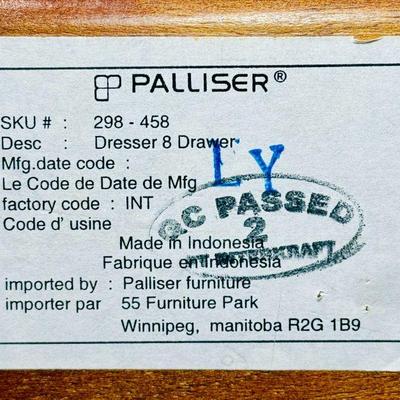 PALLISER®
SKU # : 298 - 458
Desc : Dresser 8 Drawer
Mfg.date code :
LY
Le Code de Date de Mfg
factory code : INT
QC PASSED
Code d' usine
2
Made in Indonesia
Fabrique en Indonesia
imported by : Palliser furniture
importer par 55 Furniture Park
Winnipeg, manitoba R2G 1B9